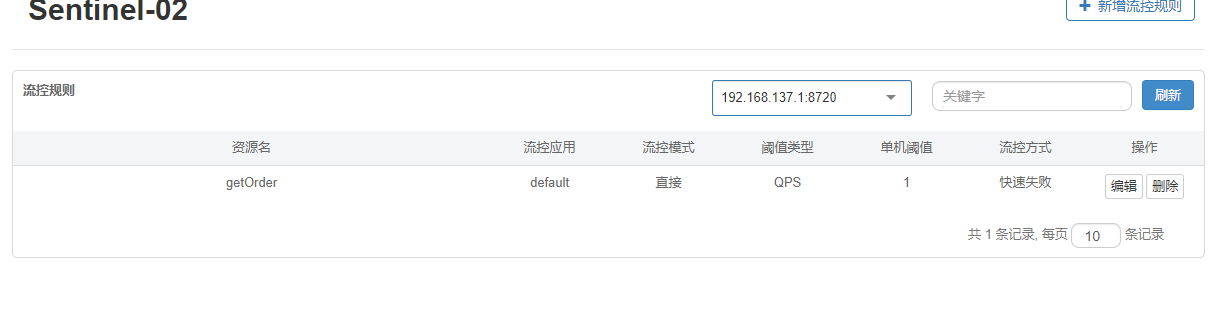 Sentinel-02
+ 新增流控规则
流控规则
192.168.137.1:8720
关键字
刷新
资源名 流控应用 流控模式 阈值类型 单机阈值 流控方式 操作
getOrder default 直接 QPS 1 快速失败 编辑 删除
共 1 条记录, 每页 10 条记录